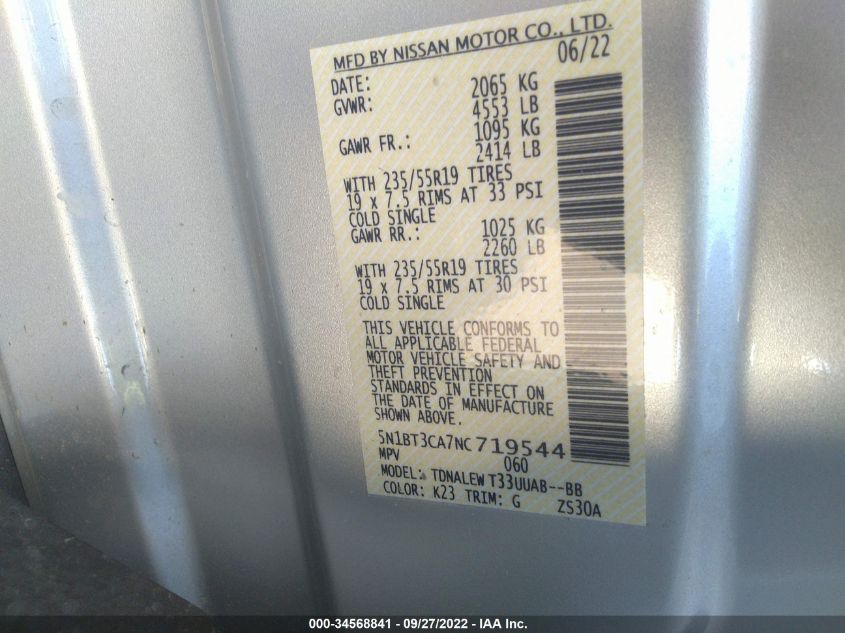 MFD BY NISSAN MOTOR CO., LTD.
DATE: 06/22
GVWR: 2065 KG
4553 LB
GAWR FR.: 1095 KG
2414 LB
WITH 235/55R19 TIRES
19 x 7.5 RIMS AT 33 PSI
COLD SINGLE
GAWR RR.: 1025 KG
2260 LB
WITH 235/55R19 TIRES
19 x 7.5 RIMS AT 30 PSI
COLD SINGLE
THIS VEHICLE CONFORMS TO
ALL APPLICABLE FEDERAL
MOTOR VEHICLE SAFETY AND
THEFT PREVENTION
STANDARDS IN EFFECT ON
THE DATE OF MANUFACTURE
SHOWN ABOVE.
5N1BT3CA7NC719544
MPV 060
MODEL: TDNALEW T33UUAB--BB
COLOR: K23 TRIM: G ZS30A
000-34568841 - 09/27/2022 - IAA Inc.